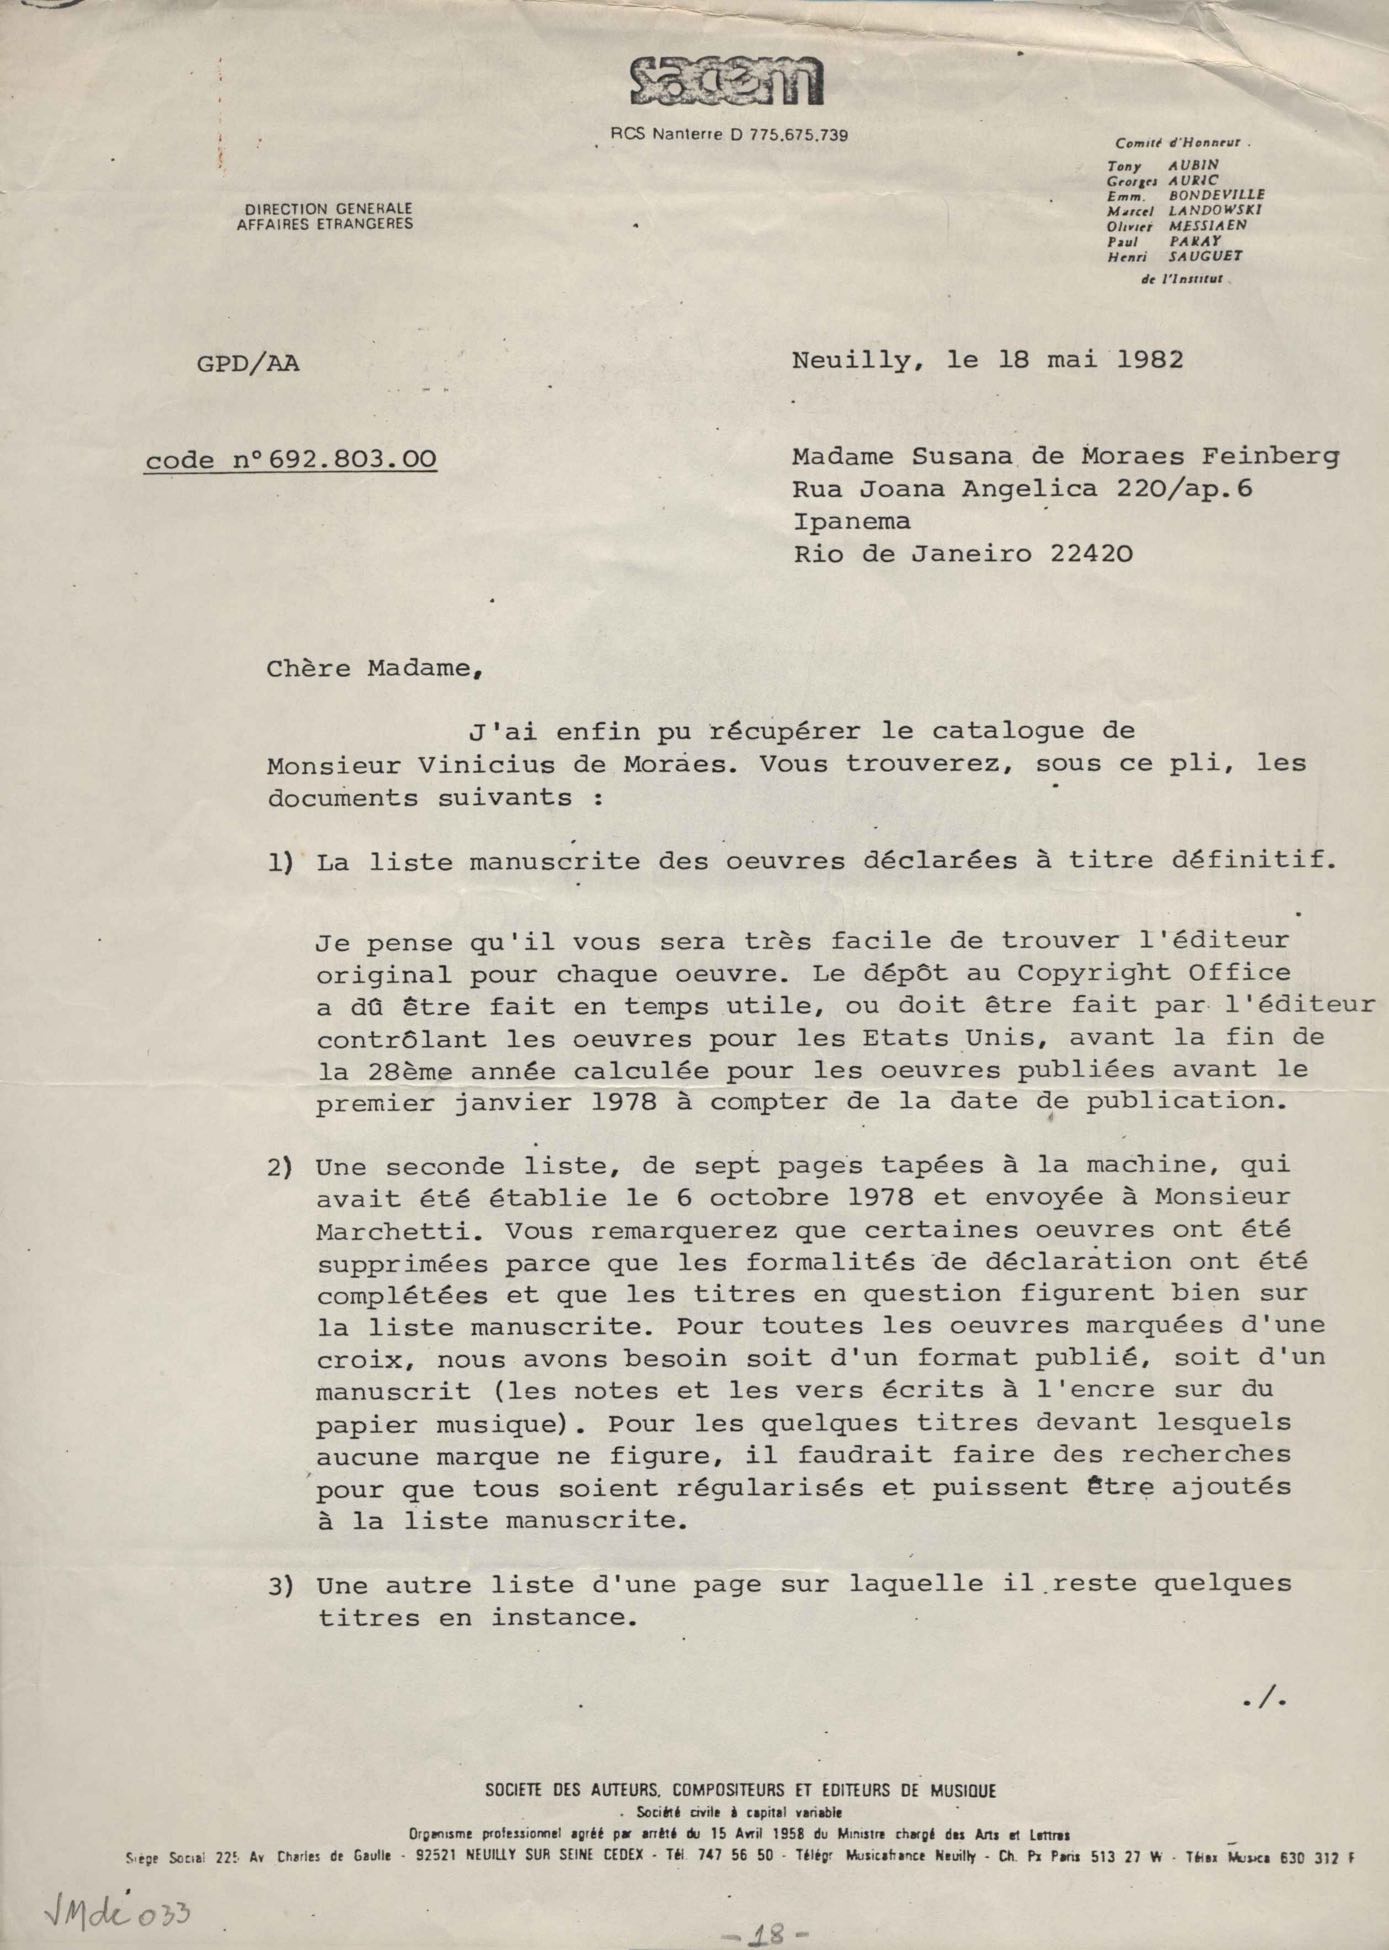 sacem
RCS Nanterre D 775.675.739
Comité d'Honneur
Tony AUBIN
Georges AURIC
Emm. BONDEVILLE
Marcel LANDOWSKI
Olivier MESSIAEN
Paul PARAY
Henri SAUGUET
de l'Institut
DIRECTION GENERALE
AFFAIRES ETRANGERES
GPD/AA
Neuilly, le 18 mai 1982
code n° 692.803.00
Madame Susana de Moraes Feinberg
Rua Joana Angelica 220/ap.6
Ipanema
Rio de Janeiro 22420
Chère Madame,
J'ai enfin pu récupérer le catalogue de
Monsieur Vinicius de Moraes. Vous trouverez, sous ce pli, les
documents suivants :
1) La liste manuscrite des oeuvres déclarées à titre définitif.
Je pense qu'il vous sera très facile de trouver l'éditeur
original pour chaque oeuvre. Le dépôt au Copyright Office
a dû être fait en temps utile, ou doit être fait par l'éditeur
contrôlant les oeuvres pour les Etats Unis, avant la fin de
la 28ème année calculée pour les oeuvres publiées avant le
premier janvier 1978 à compter de la date de publication.
2) Une seconde liste, de sept pages tapées à la machine, qui
avait été établie le 6 octobre 1978 et envoyée à Monsieur
Marchetti. Vous remarquerez que certaines oeuvres ont été
supprimées parce que les formalités de déclaration ont été
complétées et que les titres en question figurent bien sur
la liste manuscrite. Pour toutes les oeuvres marquées d'une
croix, nous avons besoin soit d'un format publié, soit d'un
manuscrit (les notes et les vers écrits à l'encre sur du
papier musique). Pour les quelques titres devant lesquels
aucune marque ne figure, il faudrait faire des recherches
pour que tous soient régularisés et puissent être ajoutés
à la liste manuscrite.
3) Une autre liste d'une page sur laquelle il reste quelques
titres en instance.
./.
SOCIETE DES AUTEURS, COMPOSITEURS ET EDITEURS DE MUSIQUE
Société civile à capital variable
Organisme professionnel agréé par arrêté du 15 Avril 1958 du Ministre chargé des Arts et Lettres
Siège Social 225 Av Charles de Gaulle - 92521 NEUILLY SUR SEINE CEDEX - Tél. 747 56 50 - Télégr Musicafrance Neuilly - Ch. Px Paris 513 27 W - Télex Musica 630 312 F
VMdc 033
- 18 -